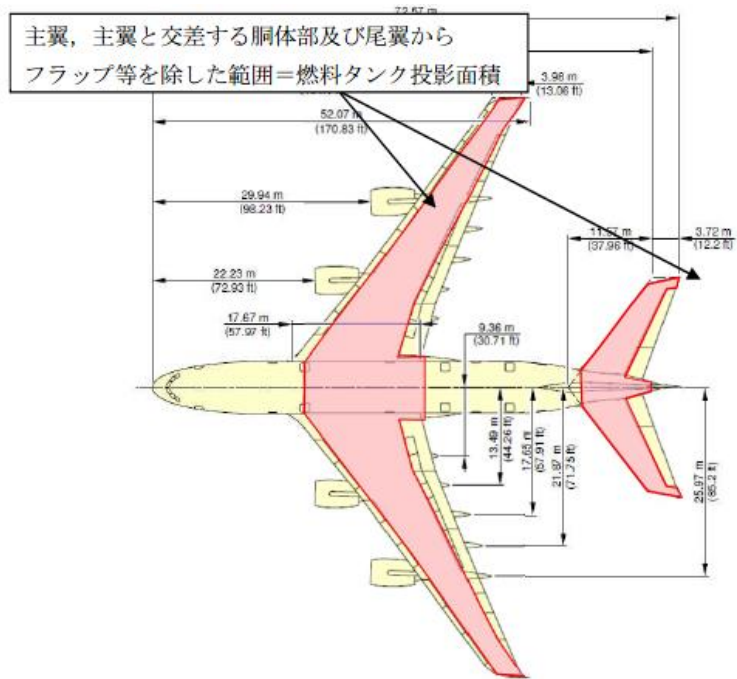 72.57 m
主翼，主翼と交差する胴体部及び尾翼から
フラップ等を除した範囲＝燃料タンク投影面積
3.98 m
(13.06 ft)
52.07 m
(170.83 ft)
29.94 m
(98.23 ft)
11.57 m
(37.96 ft)
3.72 m
(12.2 ft)
22.23 m
(72.93 ft)
17.67 m
(57.97 ft)
9.36 m
(30.71 ft)
13.49 m
(44.26 ft)
17.65 m
(57.91 ft)
21.87 m
(71.75 ft)
25.97 m
(85.2 ft)